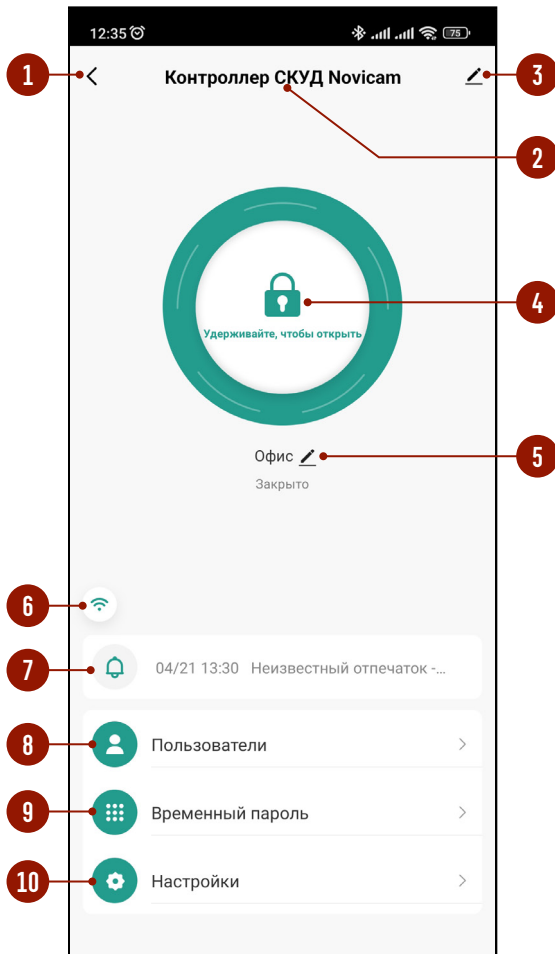 12:35 75
1 Контроллер СКУД Novicam 3
2
4
Удерживайте, чтобы открыть
Офис 5
Закрыто
6
7 04/21 13:30 Неизвестный отпечаток -...
8 Пользователи
9 Временный пароль
10 Настройки